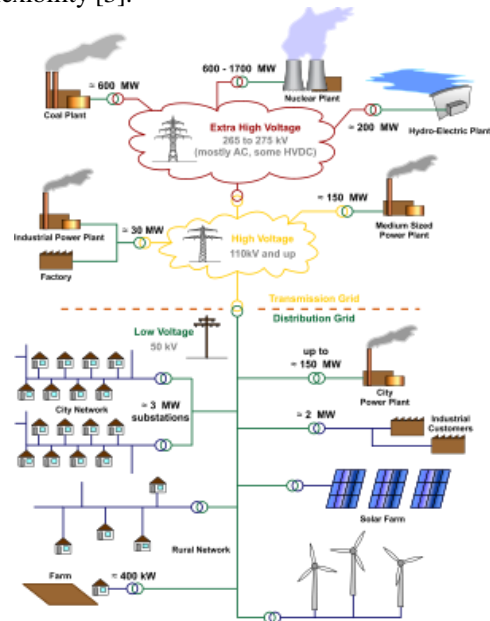 exibility [3].
≈ 600 MW
Coal Plant
600 - 1700 MW
Nuclear Plant
≈ 200 MW
Hydro-Electric Plant
Extra High Voltage
265 to 275 kV
(mostly AC, some HVDC)
≈ 150 MW
Medium Sized
Power Plant
≈ 30 MW
Industrial Power Plant
Factory
High Voltage
110kV and up
Transmission Grid
Distribution Grid
Low Voltage
50 kV
up to
≈ 150 MW
City
Power Plant
City Network
≈ 3 MW
substations
≈ 2 MW
Industrial
Customers
Solar Farm
Rural Network
Farm
≈ 400 kW